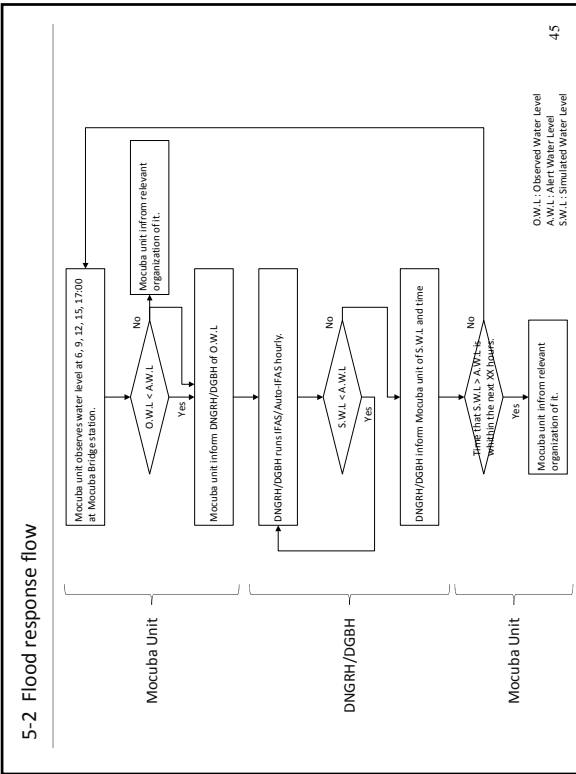 5-2 Flood response flow
Mocuba Unit
Mocuba unit observes water level at 6, 9, 12, 15, 17:00
at Mocuba Bridge station.
O.W.L < A.W.L
No
Yes
Mocuba unit infrom relevant
organization of it.
Mocuba unit inform DNGRH/DGBH of O.W.L
DNGRH/DGBH
DNGRH/DGBH runs IFAS/Auto-IFAS hourly.
S.W.L < A.W.L
No
Yes
DNGRH/DGBH inform Mocuba unit of S.W.L and time
Mocuba Unit
Time that S.W.L > A.W.L is
whithin the next XX hours.
No
Yes
Mocuba unit infrom relevant
organization of it.
O.W.L : Observed Water Level
A.W.L : Alert Water Level
S.W.L : Simulated Water Level
45